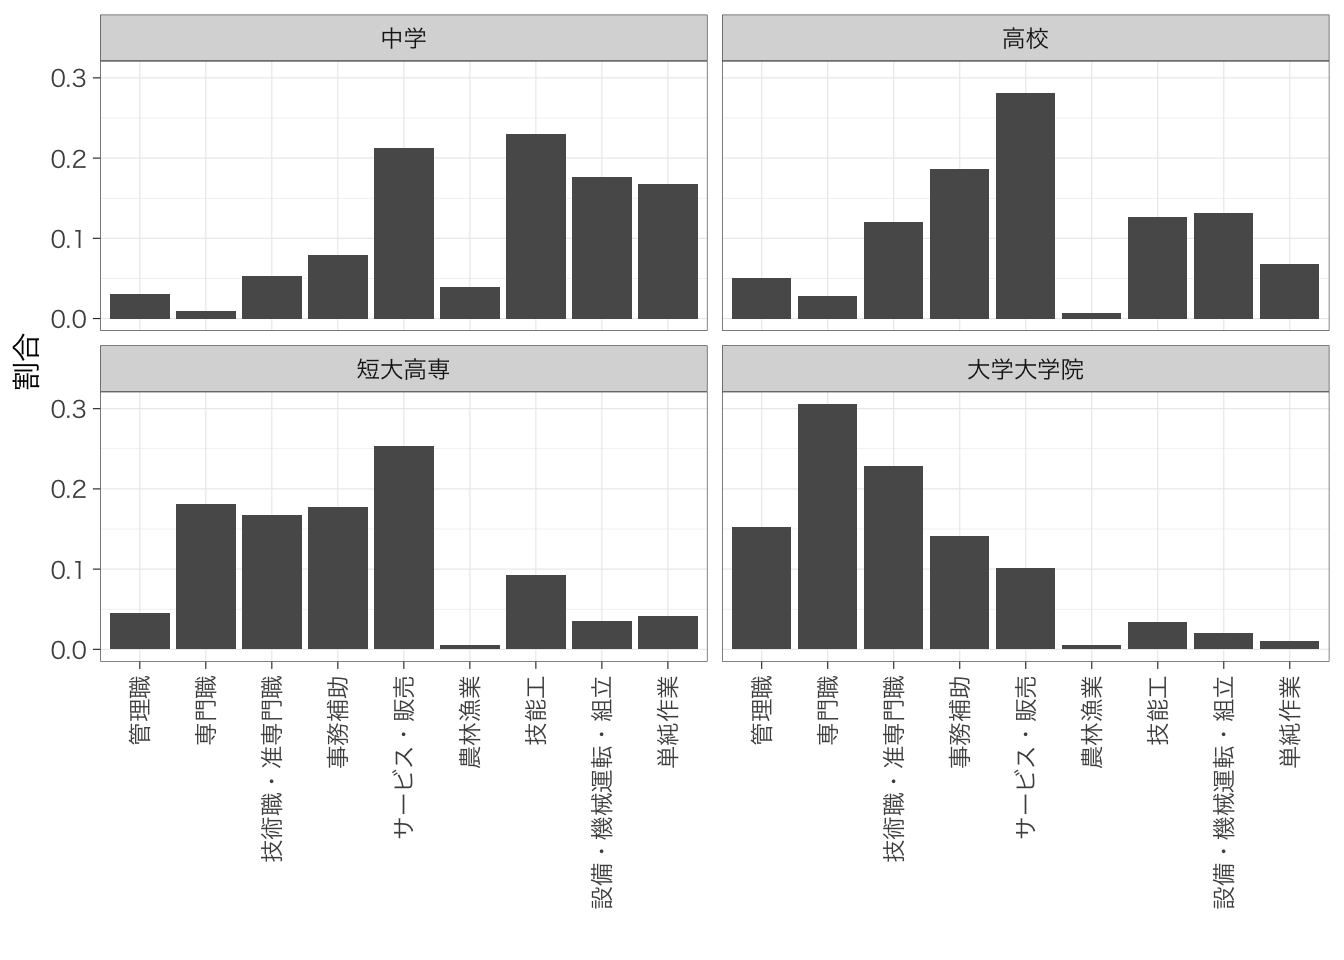 割合
中学
高校
0.3
0.2
0.1
0.0
短大高専
大学大学院
0.3
0.2
0.1
0.0
管理職
専門職
技術職・准専門職
事務補助
サービス・販売
農林漁業
技能工
設備・機械運転・組立
単純作業
管理職
専門職
技術職・准専門職
事務補助
サービス・販売
農林漁業
技能工
設備・機械運転・組立
単純作業